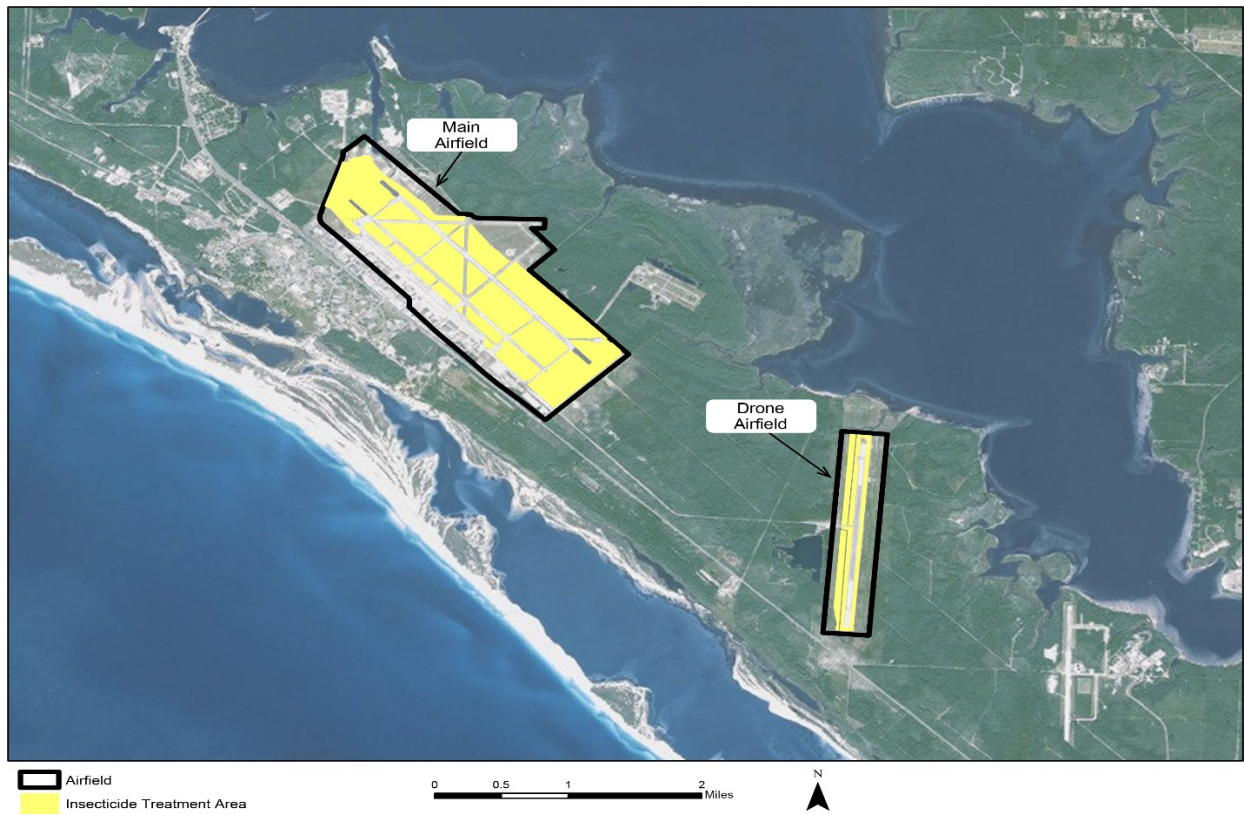 Main
Airfield
Drone
Airfield
Airfield
Insecticide Treatment Area
0 0.5 1 2
Miles
N